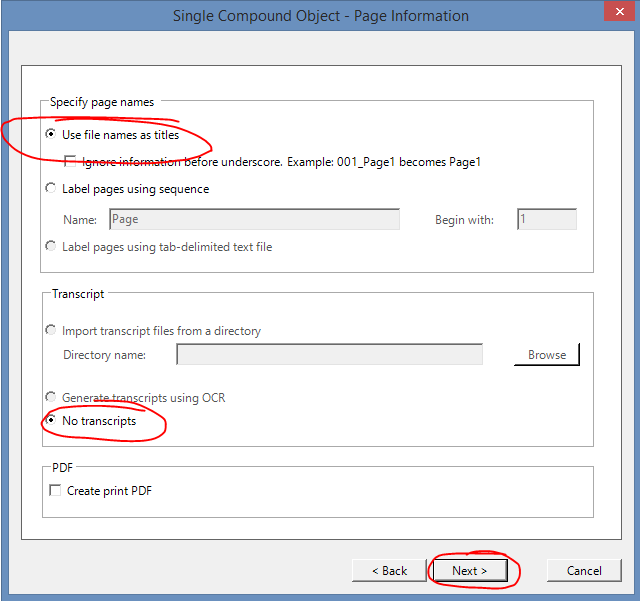 Single Compound Object - Page Information
Specify page names
Use file names as titles
Ignore information before underscore. Example: 001_Page1 becomes Page1
Label pages using sequence
Name: Page Begin with: 1
Label pages using tab-delimited text file
Transcript
Import transcript files from a directory
Directory name: Browse
Generate transcripts using OCR
No transcripts
PDF
Create print PDF
< Back Next > Cancel